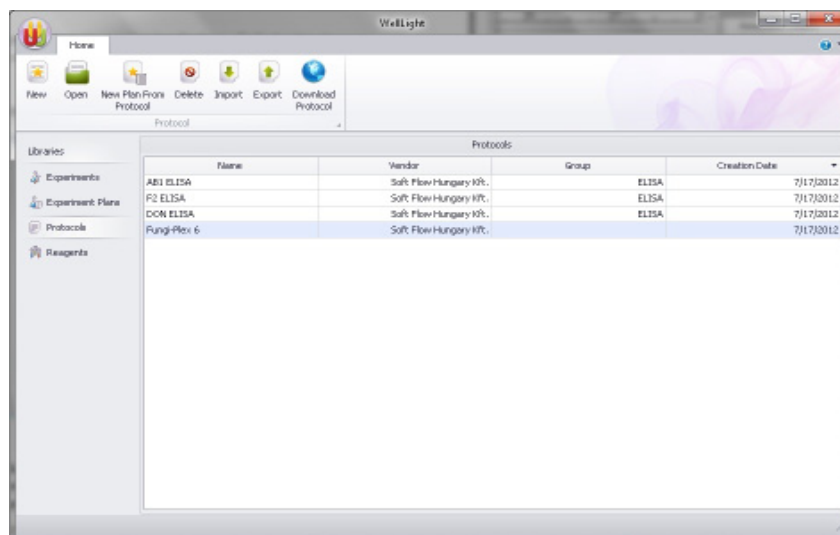 WellLight
Home
New
Open
New Plan From Protocol
Delete
Import
Export
Download Protocol
Protocol
Libraries
Experiments
Experiment Plans
Protocols
Reagents
Protocols
Name Vendor Group Creation Date
AB1 ELISA Soft Flow Hungary Kft. ELISA 7/17/2012
F2 ELISA Soft Flow Hungary Kft. ELISA 7/17/2012
DON ELISA Soft Flow Hungary Kft. ELISA 7/17/2012
Fungi-Plex 6 Soft Flow Hungary Kft. 7/17/2012